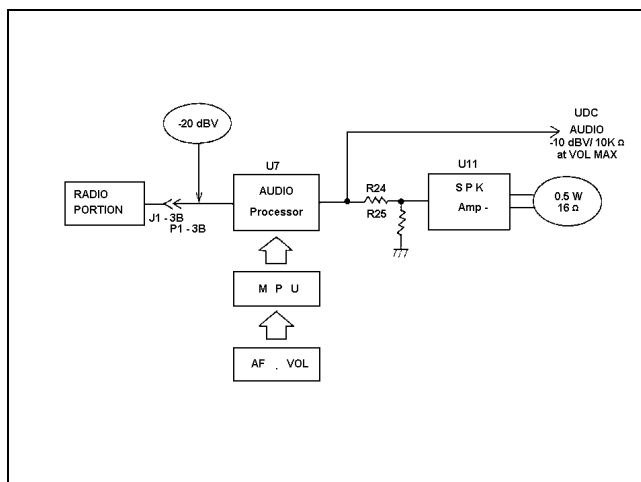 -20 dBV
UDC
AUDIO
-10 dBV/ 10K Ω
at VOL MAX
U7
U11
RADIO
PORTION
J1 - 3B
P1 - 3B
AUDIO
Processor
R24
R25
S P K
Amp -
0.5 W
16 Ω
M P U
AF . VOL